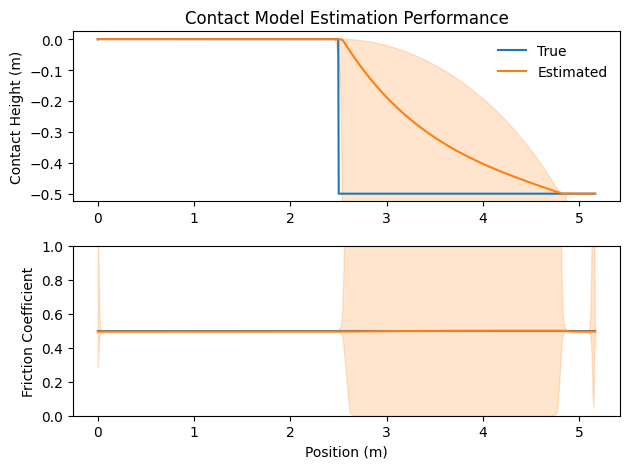 Contact Model Estimation Performance
Contact Height (m)
0.0
−0.1
−0.2
−0.3
−0.4
−0.5
True
Estimated
0 1 2 3 4 5
Friction Coefficient
1.0
0.8
0.6
0.4
0.2
0.0
0 1 2 3 4 5
Position (m)